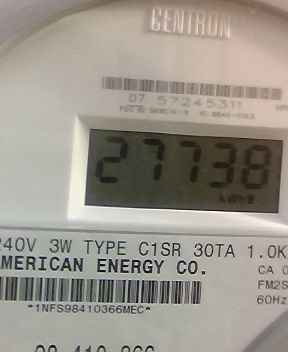 CENTRON
07 57245311
27738
kWh
240V 3W TYPE C1SR 30TA 1.0K
AMERICAN ENERGY CO.
CA 0
FM2S
60Hz
*1NFS98410366MEC*